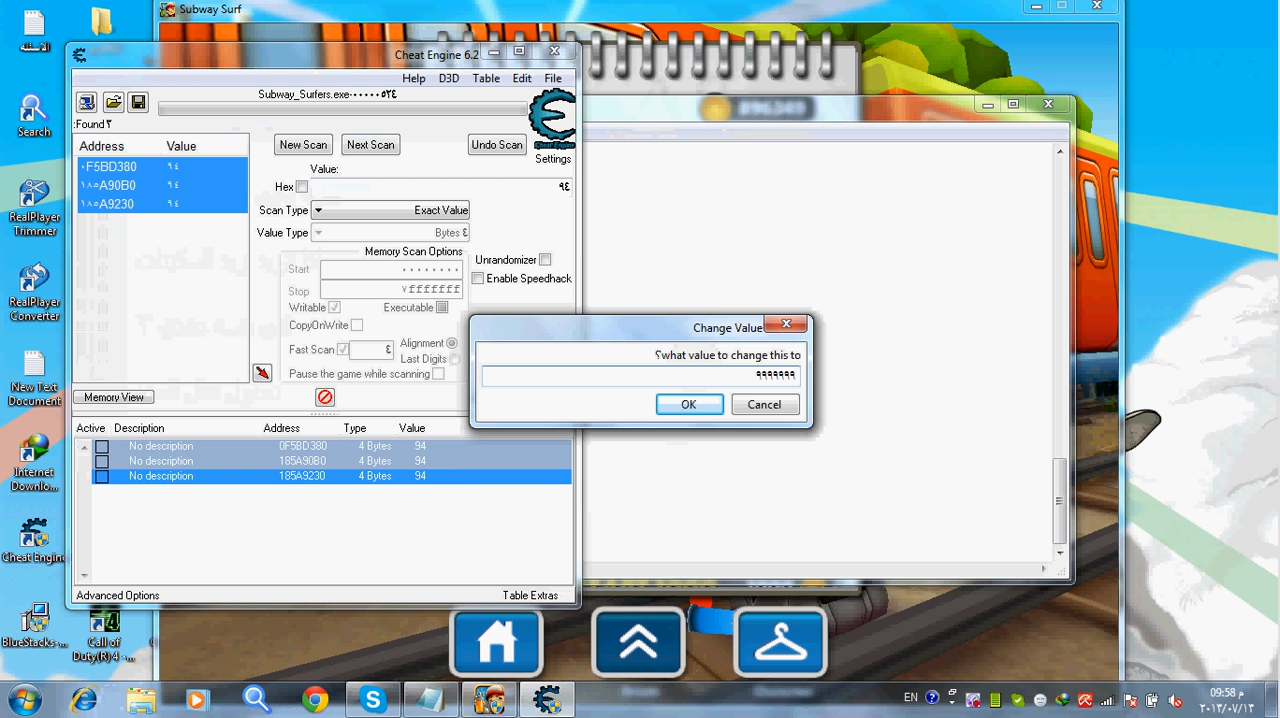 Subway Surf
الأسئلة
Search
RealPlayer
Trimmer
RealPlayer
Converter
New Text
Document
Internet
Downlo...
Cheat Engine
BlueStacks-...
Call of
Duty(R) 4 -...
Cheat Engine 6.2
Help D3D Table Edit File
Subway_Surfers.exe-٠٠٠٠٠٥٢٤
:Found ٣
Address Value
٠F5BD380 ٩٤
١٨٥A90B0 ٩٤
١٨٥A9230 ٩٤
New Scan Next Scan Undo Scan
Cheat Engine
Settings
Value:
Hex ٩٤
Scan Type Exact Value
Value Type Bytes ٤
Memory Scan Options
Start ٠٠٠٠٠٠٠٠
Stop ٧fffffff
Writable Executable
CopyOnWrite
Fast Scan ٤ Alignment
Last Digits
Pause the game while scanning
Unrandomizer
Enable Speedhack
Memory View
Active Description Address Type Value
No description 0F5BD380 4 Bytes 94
No description 185A90B0 4 Bytes 94
No description 185A9230 4 Bytes 94
Advanced Options Table Extras
Change Value
؟what value to change this to
٩٩٩٩٩٩٩
OK Cancel
EN
09:58 م
٢٠١٣/٠٧/١٣